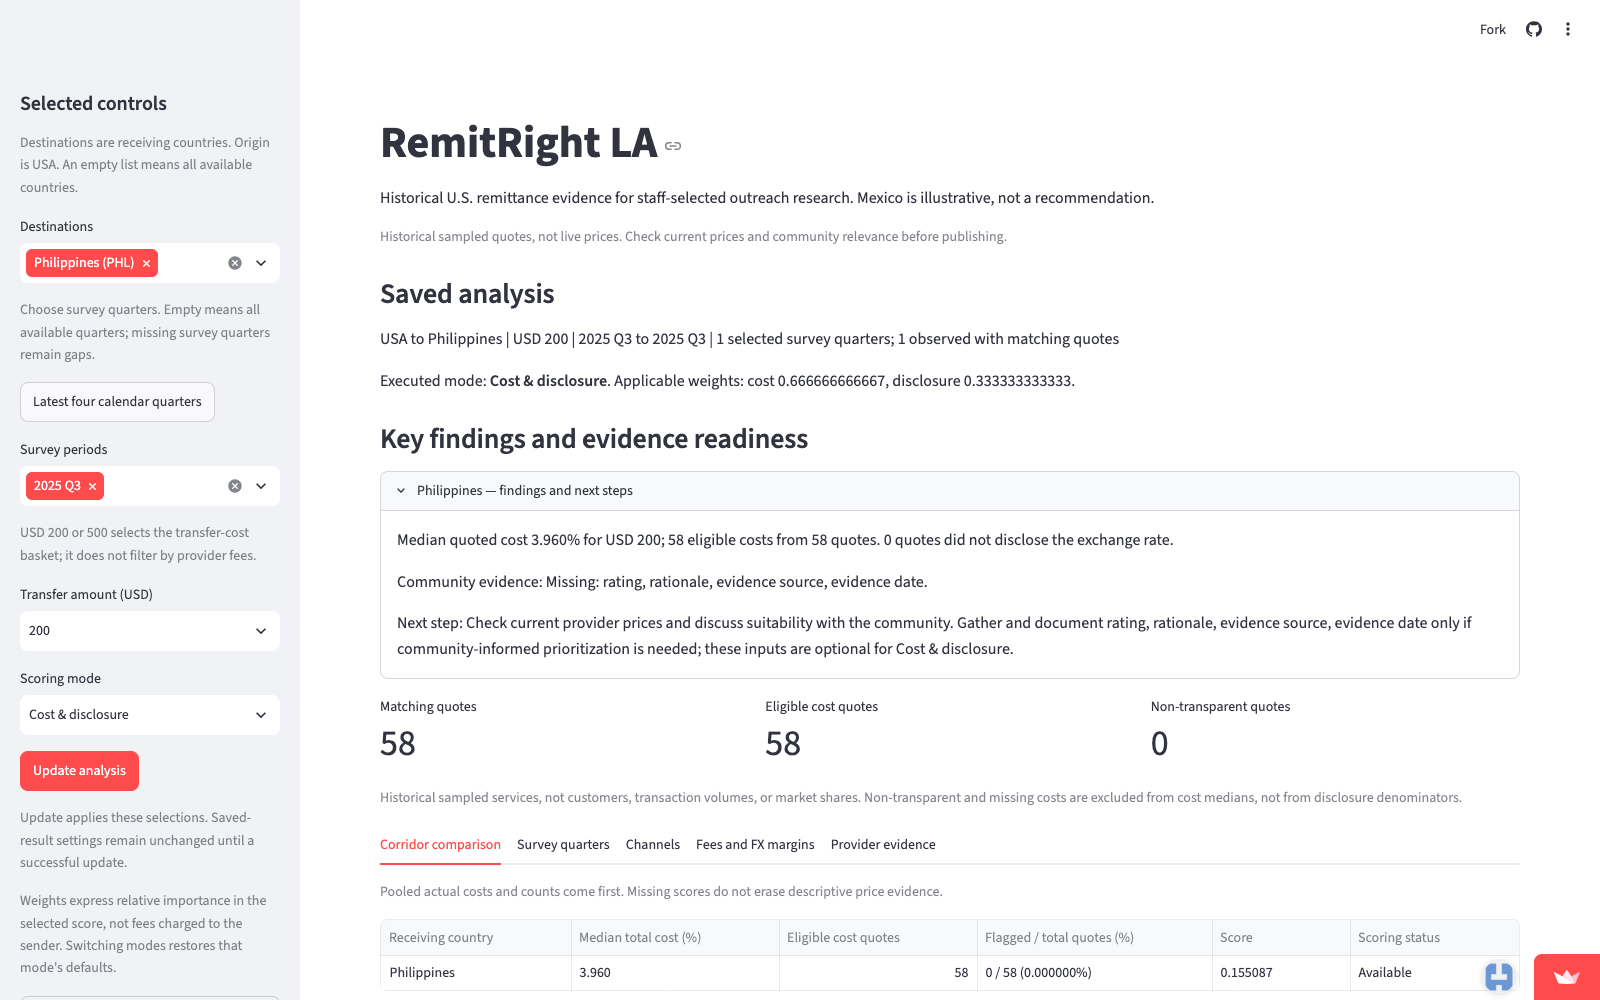 Selected controls
Destinations are receiving countries. Origin
is USA. An empty list means all available
countries.
Destinations
Philippines (PHL)
Choose survey quarters. Empty means all
available quarters; missing survey quarters
remain gaps.
Latest four calendar quarters
Survey periods
2025 Q3
USD 200 or 500 selects the transfer-cost
basket; it does not filter by provider fees.
Transfer amount (USD)
200
Scoring mode
Cost & disclosure
Update analysis
Update applies these selections. Saved-
result settings remain unchanged until a
successful update.
Weights express relative importance in the
selected score, not fees charged to the
sender. Switching modes restores that
mode's defaults.
Fork
RemitRight LA
Historical U.S. remittance evidence for staff-selected outreach research. Mexico is illustrative, not a recommendation.
Historical sampled quotes, not live prices. Check current prices and community relevance before publishing.
Saved analysis
USA to Philippines | USD 200 | 2025 Q3 to 2025 Q3 | 1 selected survey quarters; 1 observed with matching quotes
Executed mode: Cost & disclosure. Applicable weights: cost 0.666666666667, disclosure 0.333333333333.
Key findings and evidence readiness
Philippines — findings and next steps
Median quoted cost 3.960% for USD 200; 58 eligible costs from 58 quotes. 0 quotes did not disclose the exchange rate.
Community evidence: Missing: rating, rationale, evidence source, evidence date.
Next step: Check current provider prices and discuss suitability with the community. Gather and document rating, rationale, evidence source, evidence date only if
community-informed prioritization is needed; these inputs are optional for Cost & disclosure.
Matching quotes
58
Eligible cost quotes
58
Non-transparent quotes
0
Historical sampled services, not customers, transaction volumes, or market shares. Non-transparent and missing costs are excluded from cost medians, not from disclosure denominators.
Corridor comparison Survey quarters Channels Fees and FX margins Provider evidence
Pooled actual costs and counts come first. Missing scores do not erase descriptive price evidence.
Receiving country Median total cost (%) Eligible cost quotes Flagged / total quotes (%) Score Scoring status
Philippines 3.960 58 0 / 58 (0.000000%) 0.155087 Available